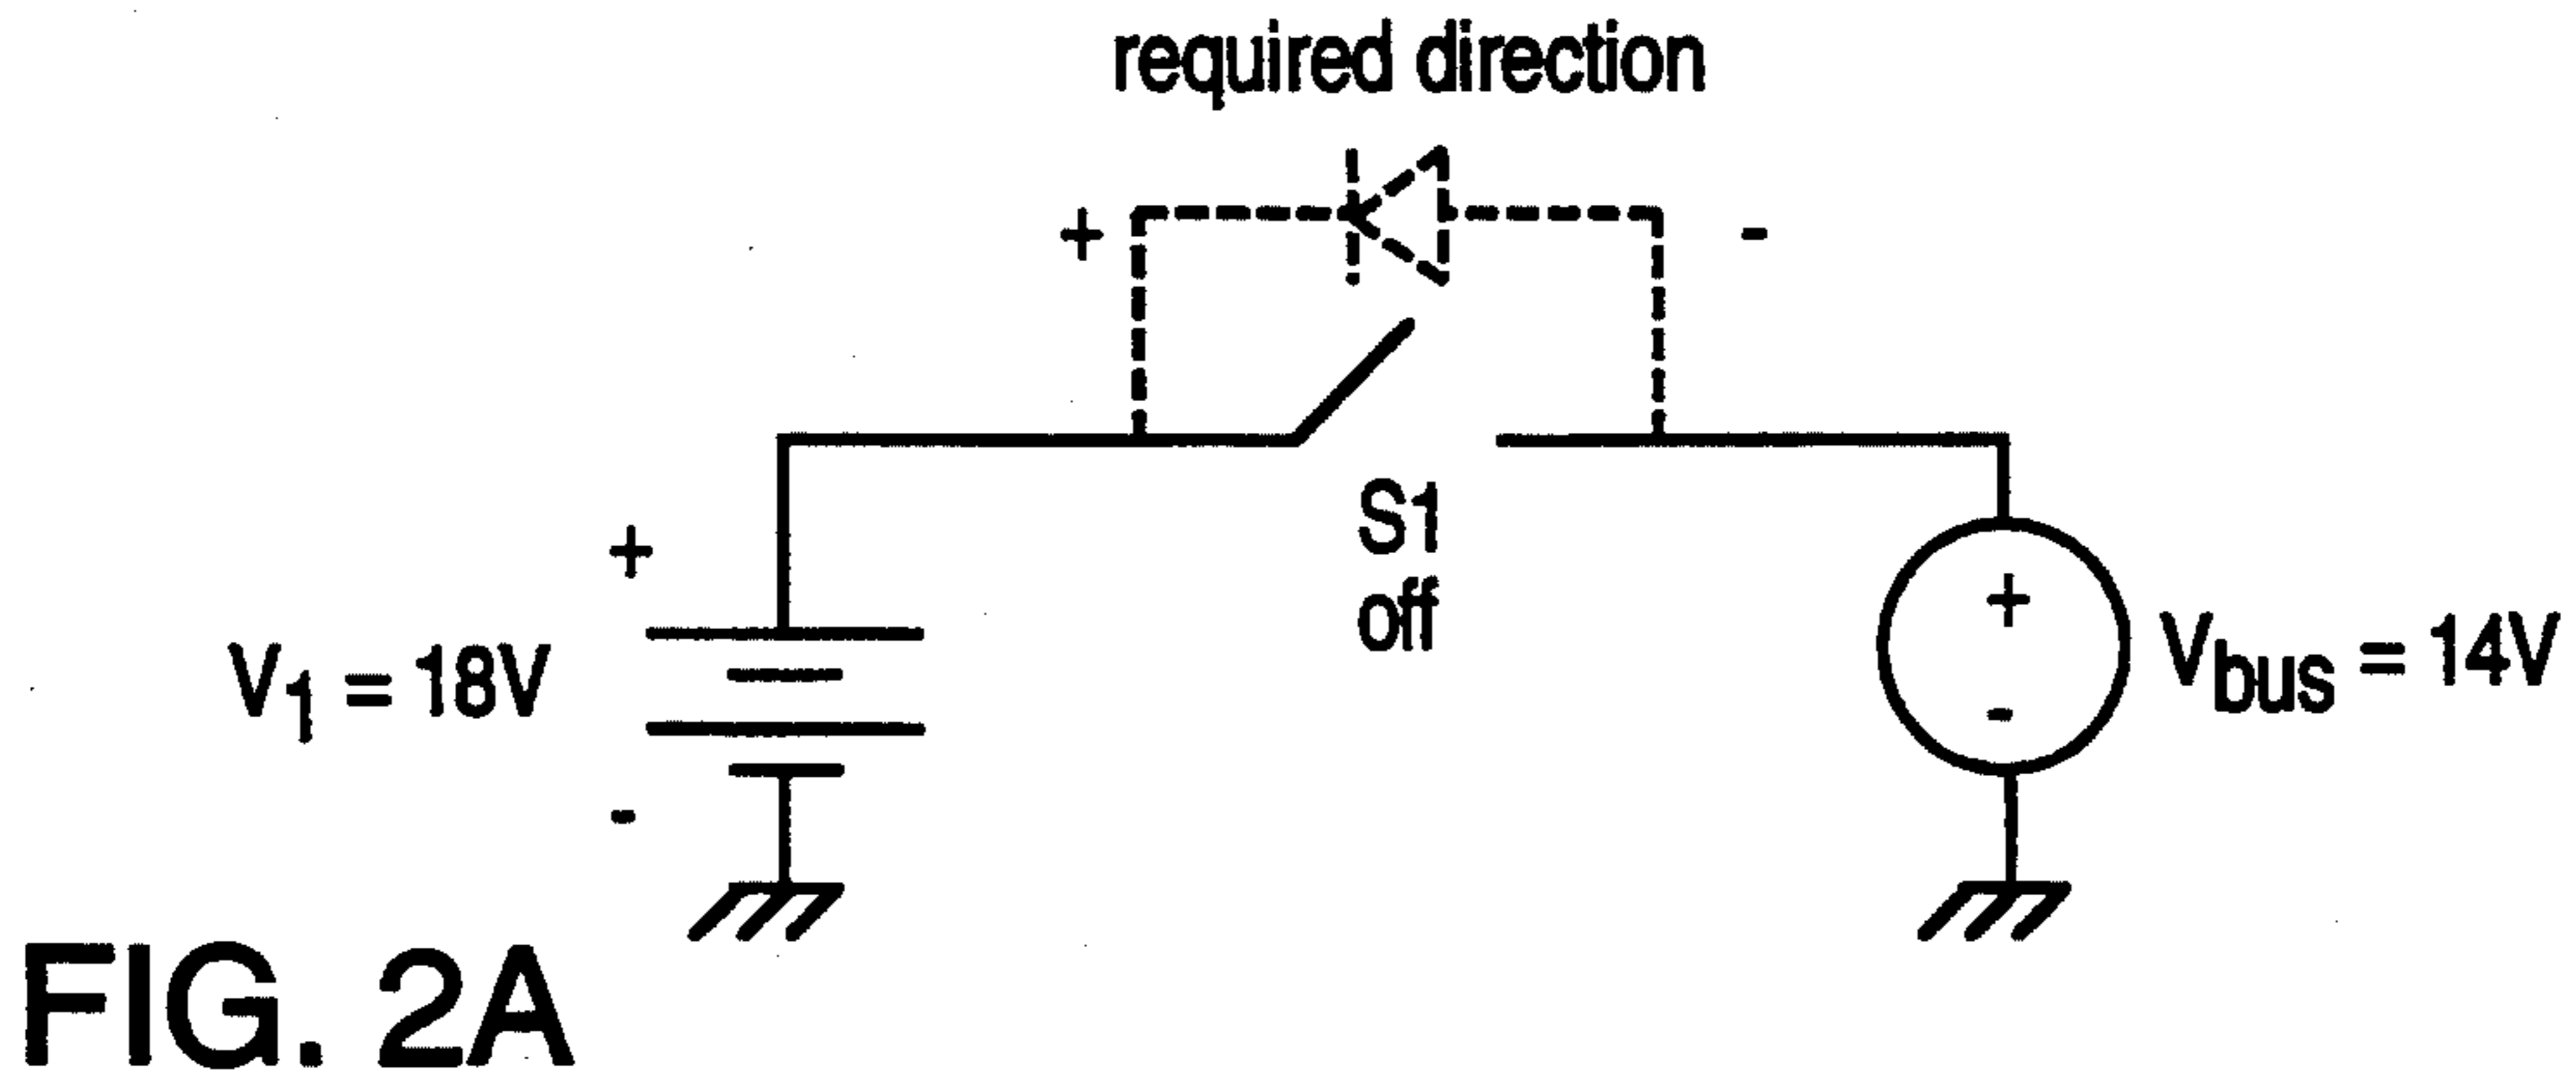 required direction
+ -
S1
off
+
V1 = 18V
-
+
-
Vbus = 14V
FIG. 2A